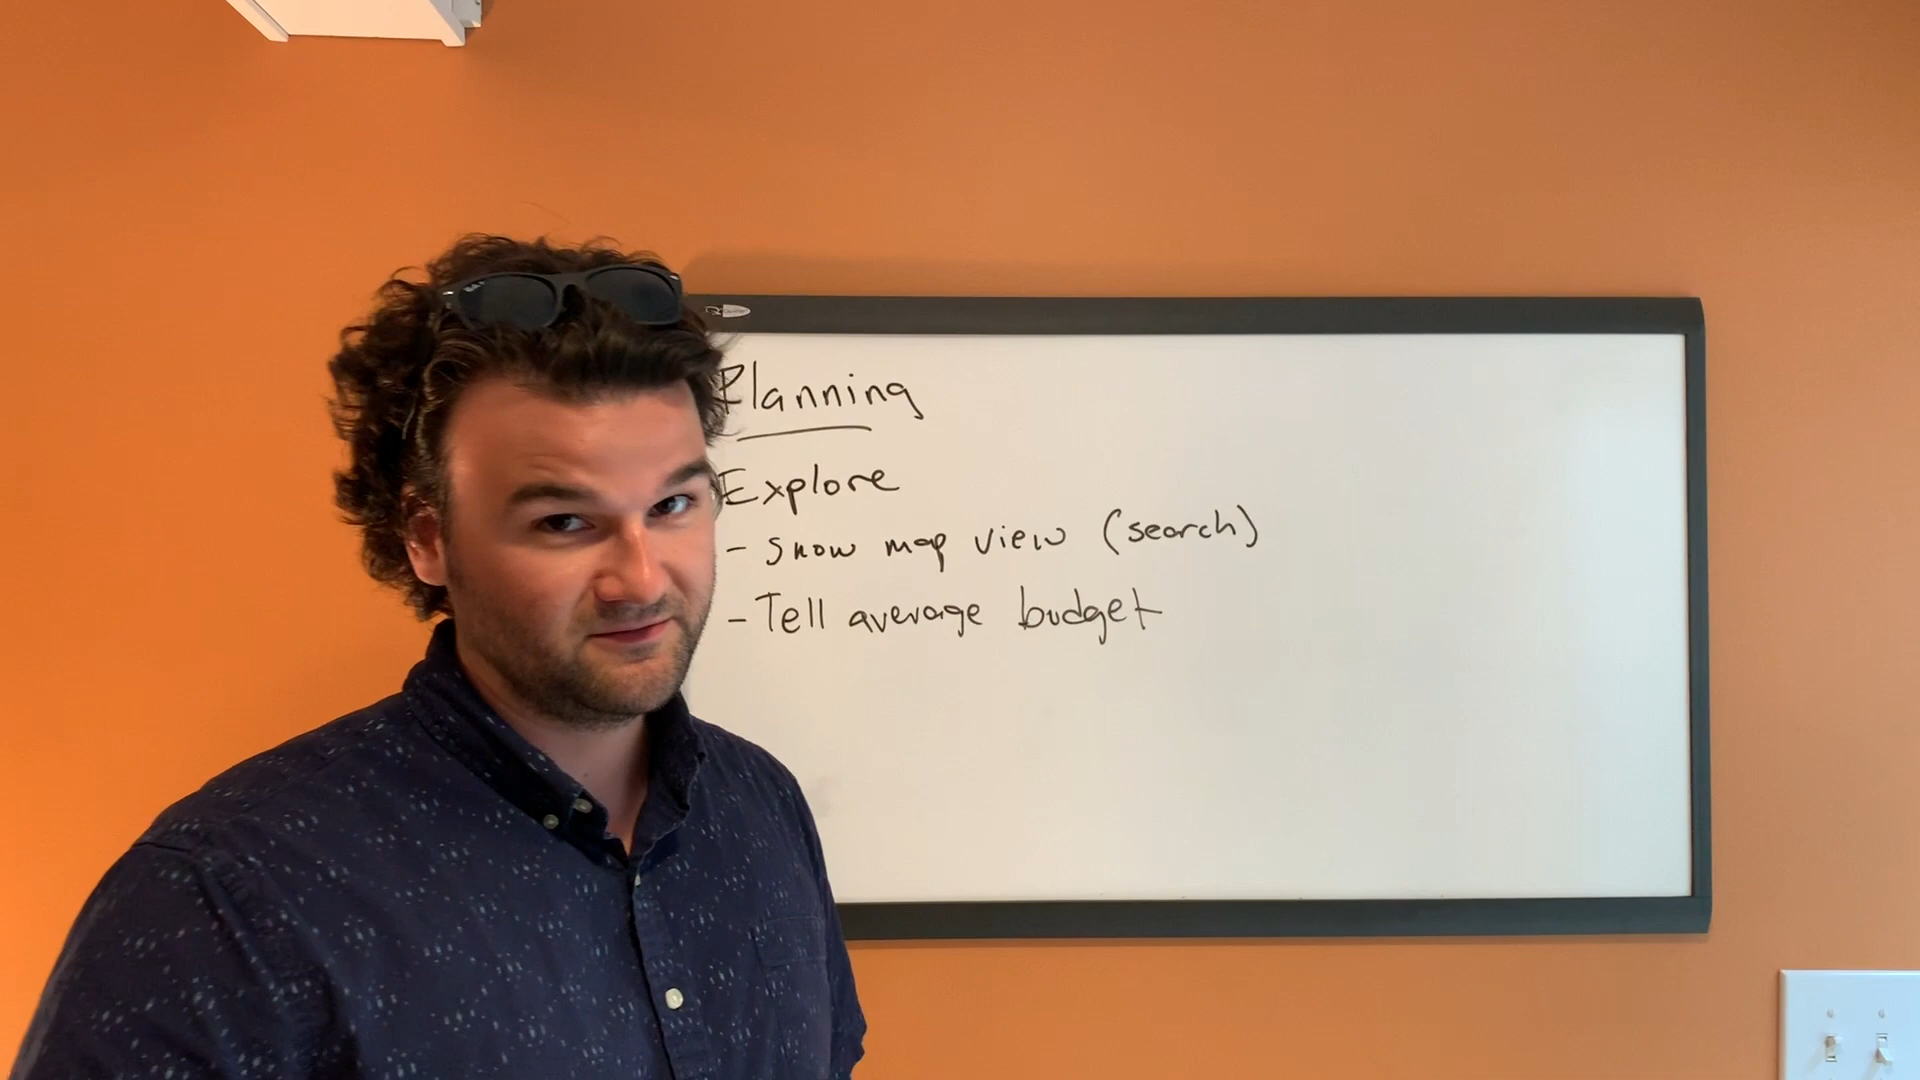 Planning
Explore
- Show map view (search)
- Tell average budget